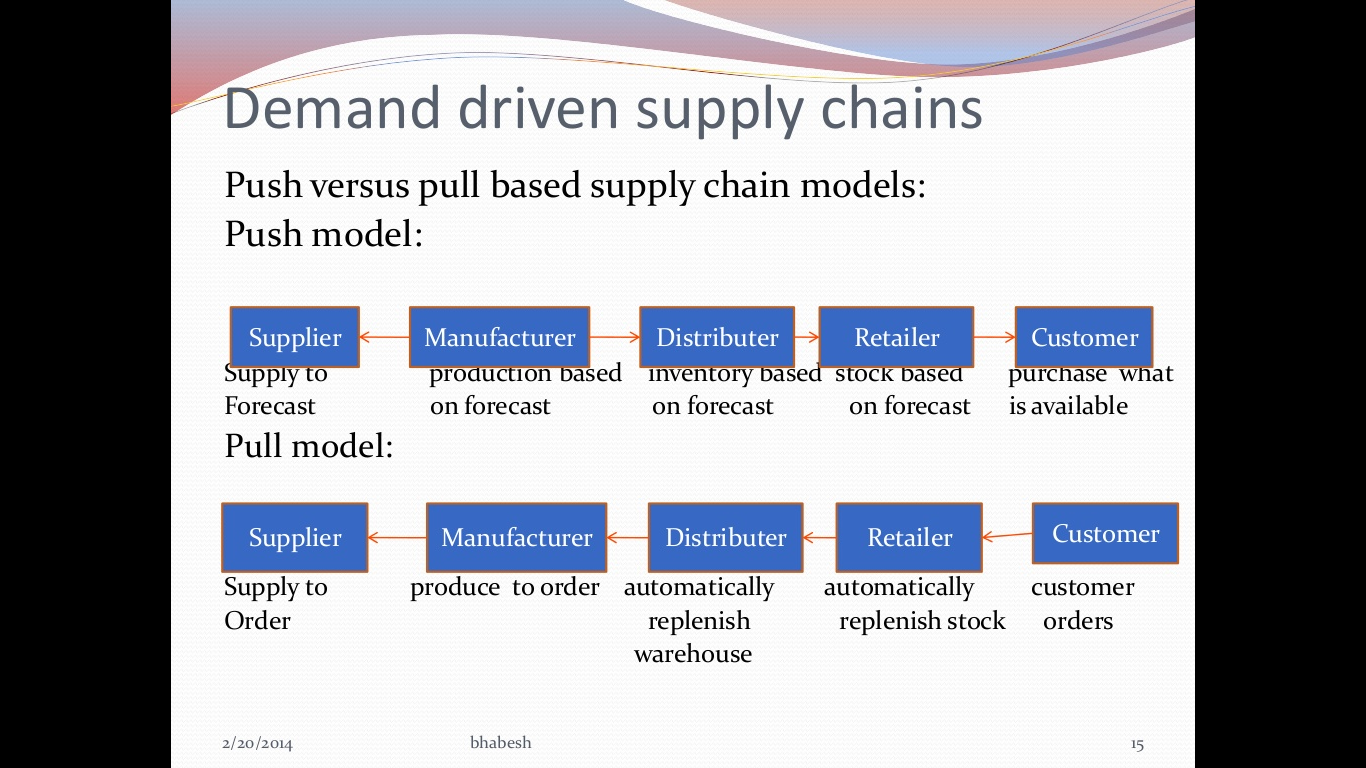 Demand driven supply chains
Push versus pull based supply chain models:
Push model:
Supplier Manufacturer Distributer Retailer Customer
Supply to production based inventory based stock based purchase what
Forecast on forecast on forecast on forecast is available
Pull model:
Supplier Manufacturer Distributer Retailer Customer
Supply to produce to order automatically automatically customer
Order replenish replenish stock orders
warehouse
2/20/2014 bhabesh 15